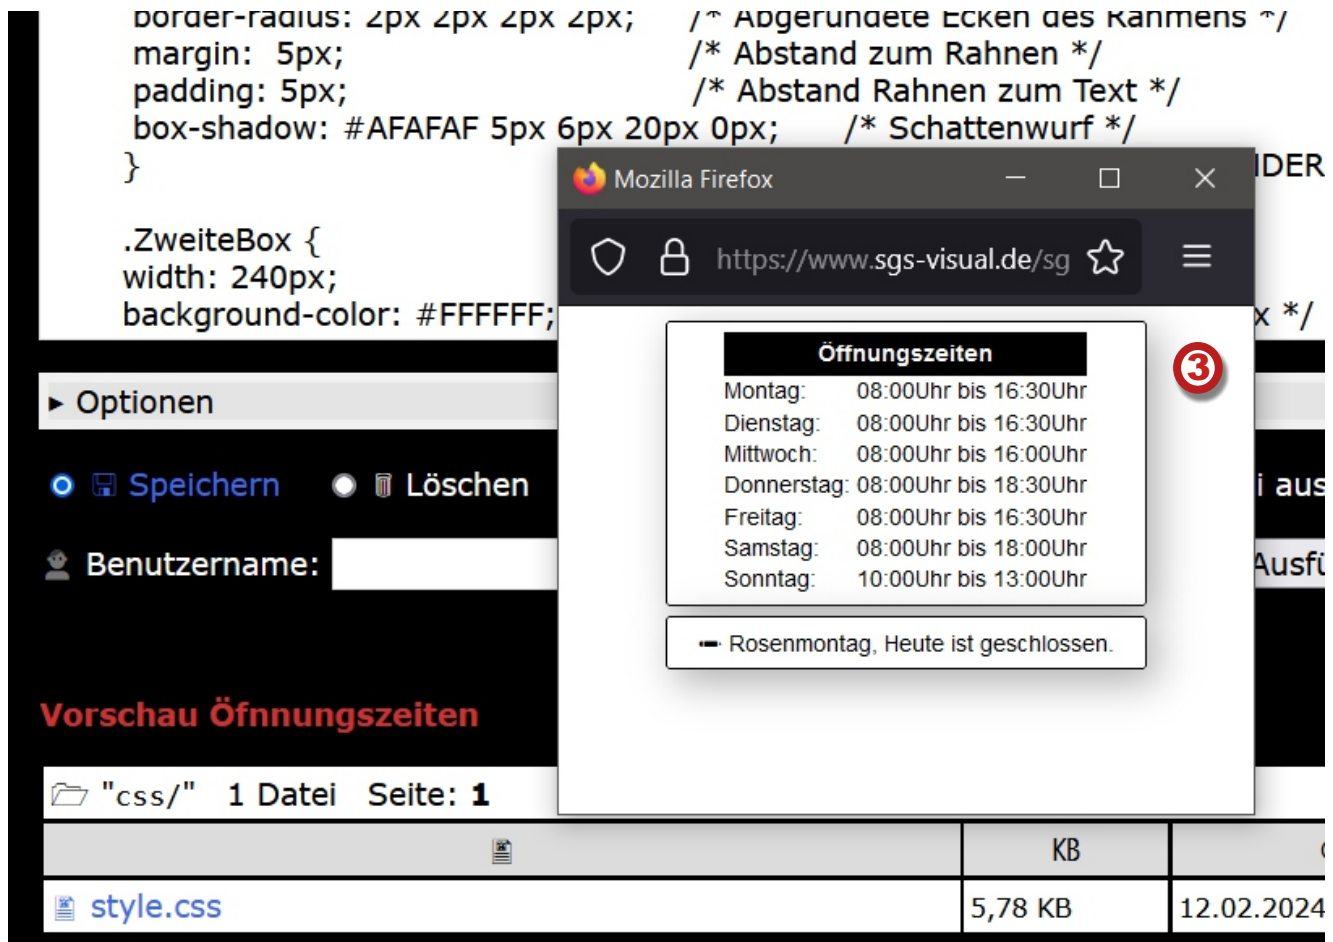 border-radius: 2px 2px 2px 2px; /* Abgerundete Ecken des Rahmens */
margin: 5px; /* Abstand zum Rahnen */
padding: 5px; /* Abstand Rahnen zum Text */
box-shadow: #AFAFAF 5px 6px 20px 0px; /* Schattenwurf */
}
IDER
.ZweiteBox {
width: 240px;
background-color: #FFFFFF;
x */
Mozilla Firefox
https://www.sgs-visual.de/sg
Öffnungszeiten
3
Montag: 08:00Uhr bis 16:30Uhr
Dienstag: 08:00Uhr bis 16:30Uhr
Mittwoch: 08:00Uhr bis 16:00Uhr
Donnerstag: 08:00Uhr bis 18:30Uhr
Freitag: 08:00Uhr bis 16:30Uhr
Samstag: 08:00Uhr bis 18:00Uhr
Sonntag: 10:00Uhr bis 13:00Uhr
Rosenmontag, Heute ist geschlossen.
► Optionen
Speichern Löschen
i aus
Benutzername:
Ausfü
Vorschau Öfnnungszeiten
"css/" 1 Datei Seite: 1
KB
style.css 5,78 KB 12.02.2024